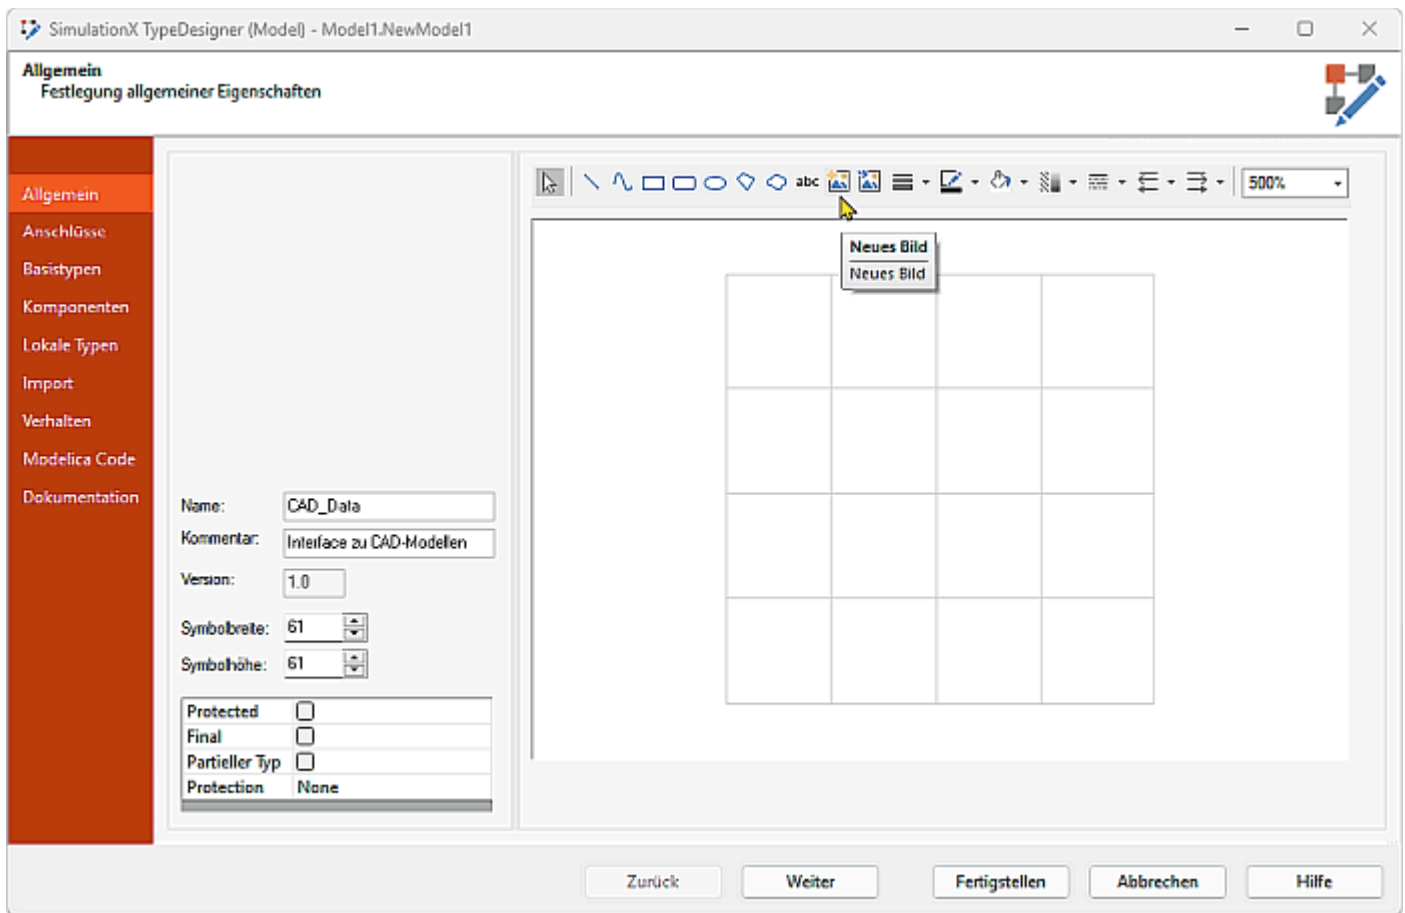 SimulationX TypeDesigner (Model) - Model1.NewModel1
Allgemein
Festlegung allgemeiner Eigenschaften
Allgemein
Anschlüsse
Basistypen
Komponenten
Lokale Typen
Import
Verhalten
Modelica Code
Dokumentation
Name: CAD_Data
Kommentar: Interface zu CAD-Modellen
Version: 1.0
Symbolbreite: 61
Symbolhöhe: 61
Protected
Final
Partieller Typ
Protection None
abc
500%
Neues Bild
Neues Bild
Zurück
Weiter
Fertigstellen
Abbrechen
Hilfe